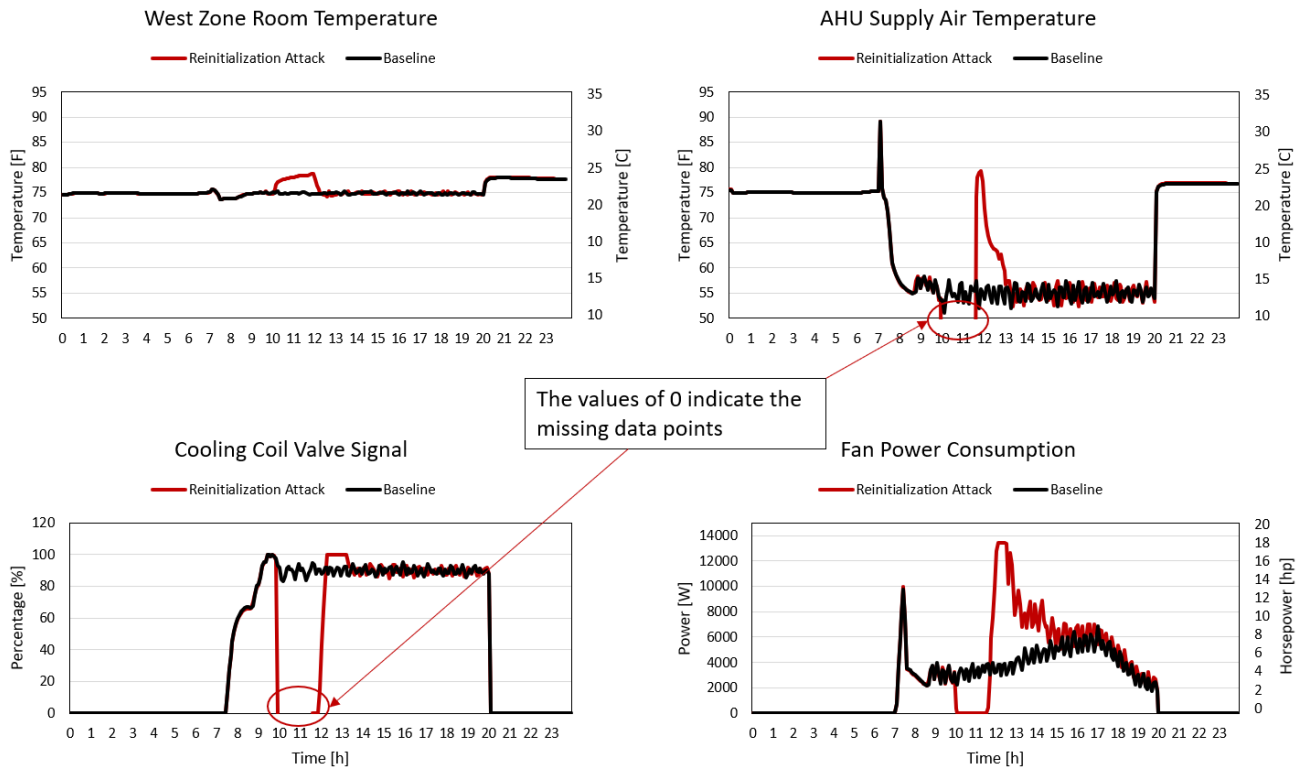 West Zone Room Temperature
Reinitialization Attack Baseline
95
90
85
80
75
70
65
60
55
50
Temperature [F]
35
30
25
20
10
15
10
Temperature [C]
0 1 2 3 4 5 6 7 8 9 10 11 12 13 14 15 16 17 18 19 20 21 22 23
AHU Supply Air Temperature
Reinitialization Attack Baseline
95
90
85
80
75
70
65
60
55
50
Temperature [F]
35
30
25
20
10
15
10
Temperature [C]
0 1 2 3 4 5 6 7 8 9 10 11 12 13 14 15 16 17 18 19 20 21 22 23
The values of 0 indicate the
missing data points
Cooling Coil Valve Signal
Reinitialization Attack Baseline
120
100
80
60
40
20
0
Percentage [%]
0 1 2 3 4 5 6 7 8 9 10 11 12 13 14 15 16 17 18 19 20 21 22 23
Time [h]
Fan Power Consumption
Reinitialization Attack Baseline
14000
12000
10000
8000
6000
4000
2000
0
Power [W]
20
18
16
14
12
10
8
6
4
2
0
Horsepower [hp]
0 1 2 3 4 5 6 7 8 9 10 11 12 13 14 15 16 17 18 19 20 21 22 23
Time [h]